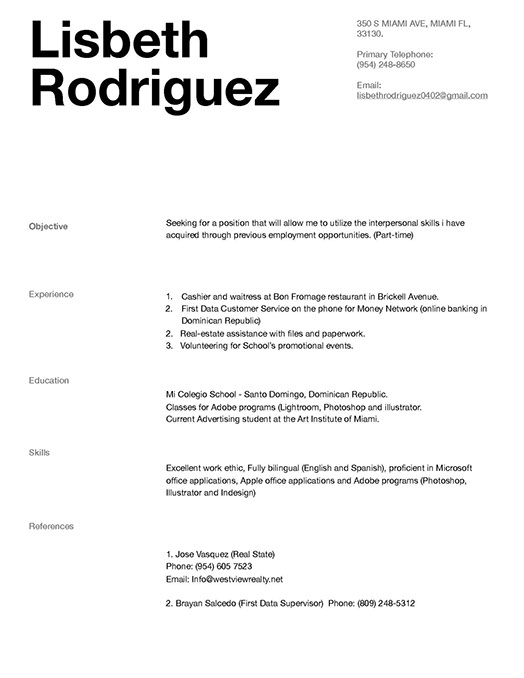 Lisbeth
Rodriguez
350 S MIAMI AVE, MIAMI FL,
33130.
Primary Telephone:
(954) 248-8650
Email:
lisbethrodriguez0402@gmail.com
Objective
Seeking for a position that will allow me to utilize the interpersonal skills i have
acquired through previous employment opportunities. (Part-time)
Experience
1. Cashier and waitress at Bon Fromage restaurant in Brickell Avenue.
2. First Data Customer Service on the phone for Money Network (online banking in
Dominican Republic)
2. Real-estate assistance with files and paperwork.
3. Volunteering for School's promotional events.
Education
Mi Colegio School - Santo Domingo, Dominican Republic.
Classes for Adobe programs (Lightroom, Photoshop and illustrator.
Current Advertising student at the Art Institute of Miami.
Skills
Excellent work ethic, Fully bilingual (English and Spanish), proficient in Microsoft
office applications, Apple office applications and Adobe programs (Photoshop,
Illustrator and Indesign)
References
1. Jose Vasquez (Real State)
Phone: (954) 605 7523
Email: Info@westviewrealty.net
2. Brayan Salcedo (First Data Supervisor) Phone: (809) 248-5312